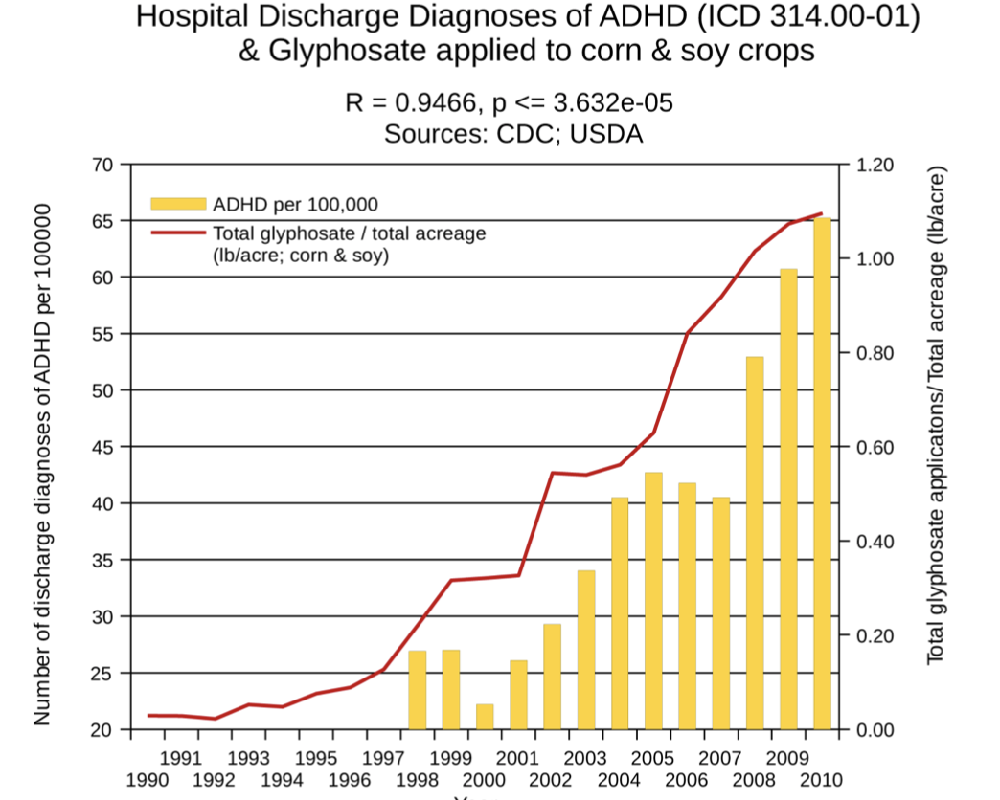 Hospital Discharge Diagnoses of ADHD (ICD 314.00-01)
& Glyphosate applied to corn & soy crops
R = 0.9466, p <= 3.632e-05
Sources: CDC; USDA
Number of discharge diagnoses of ADHD per 100000
70
65
60
55
50
45
40
35
30
25
20
ADHD per 100,000
Total glyphosate / total acreage
(lb/acre; corn & soy)
1.20
1.00
0.80
0.60
0.40
0.20
0.00
Total glyphosate applicatons/ Total acreage (lb/acre)
1991 1993 1995 1997 1999 2001 2003 2005 2007 2009
1990 1992 1994 1996 1998 2000 2002 2004 2006 2008 2010